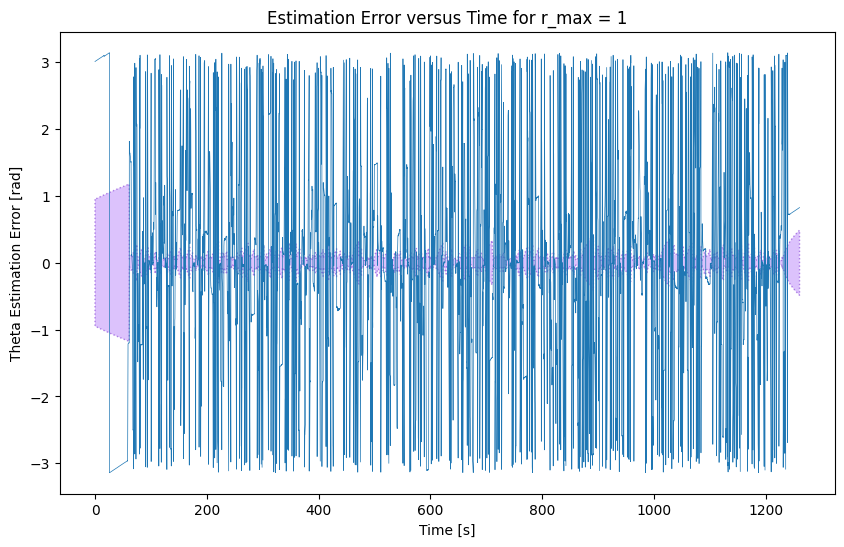 Estimation Error versus Time for r_max = 1
Theta Estimation Error [rad]
3
2
1
0
−1
−2
−3
0 200 400 600 800 1000 1200
Time [s]